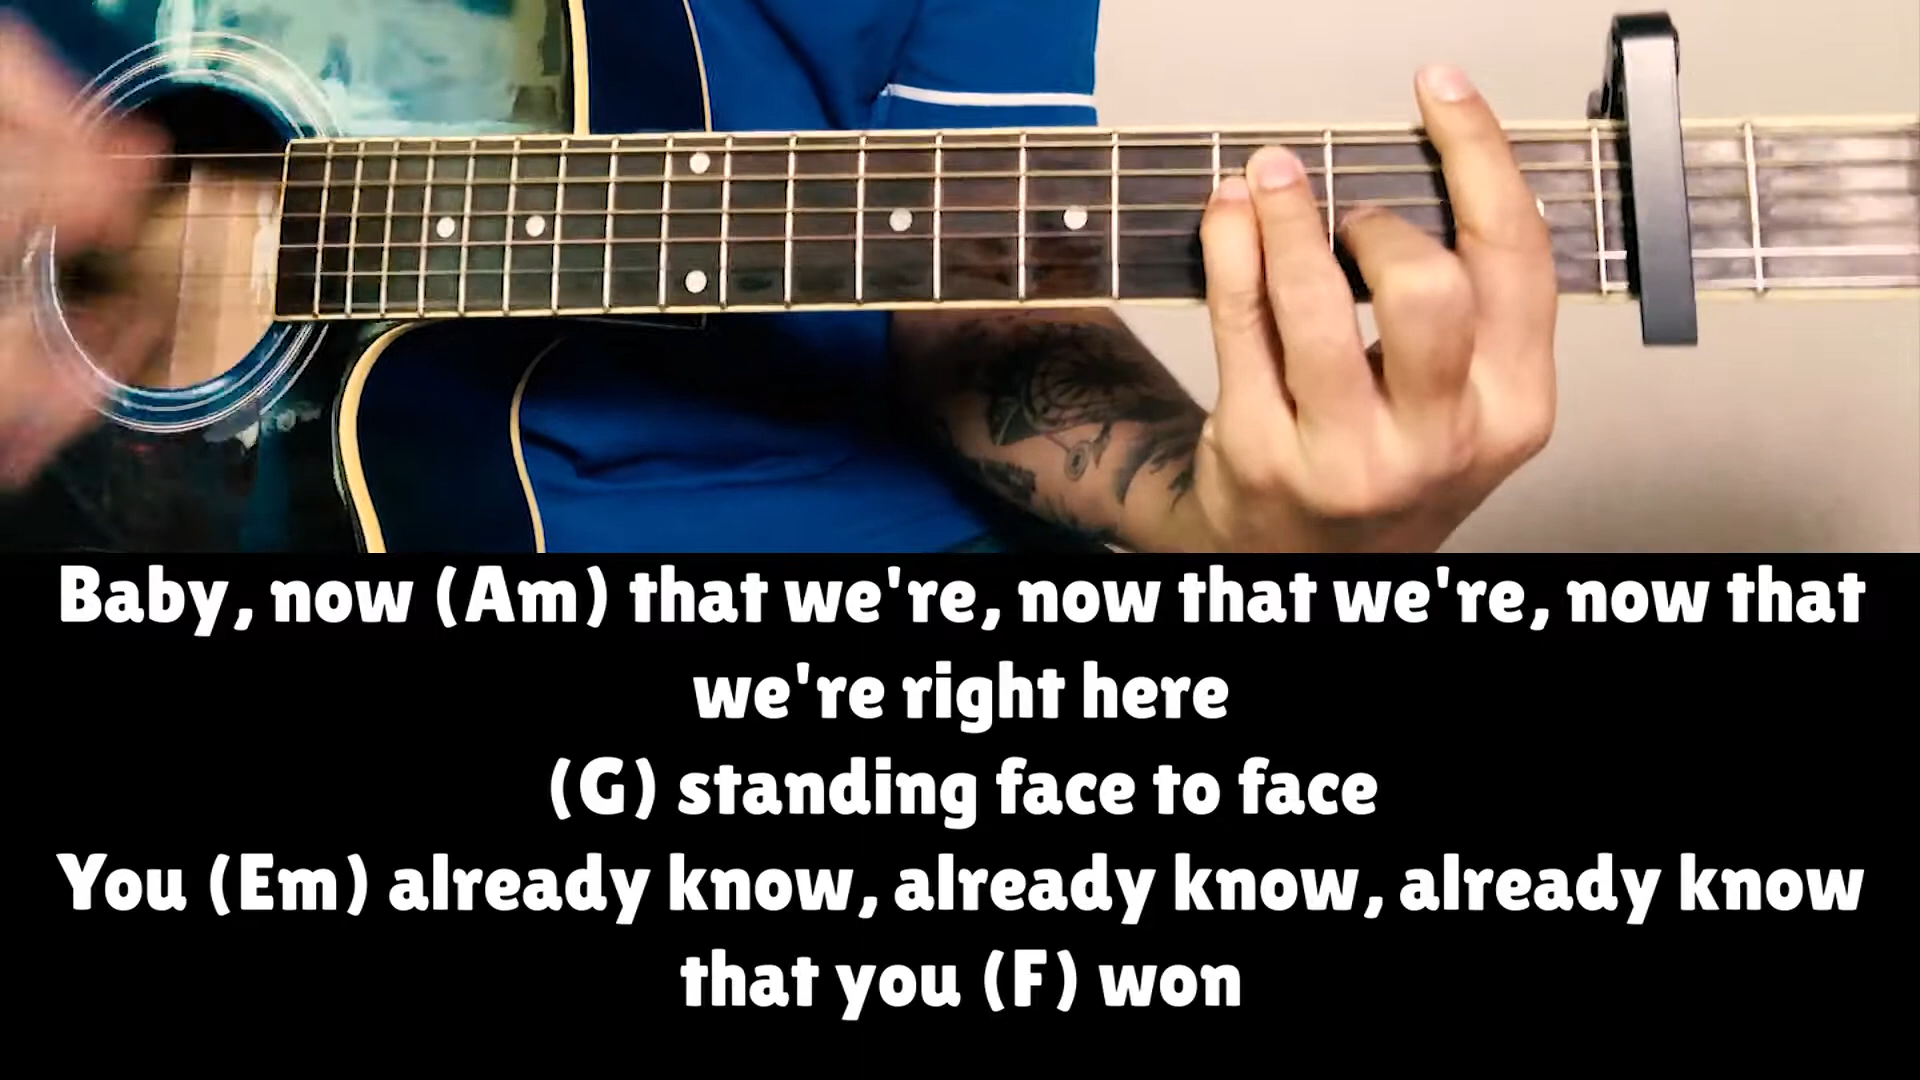 Baby, now (Am) that we're, now that we're, now that
we're right here
(G) standing face to face
You (Em) already know, already know, already know
that you (F) won